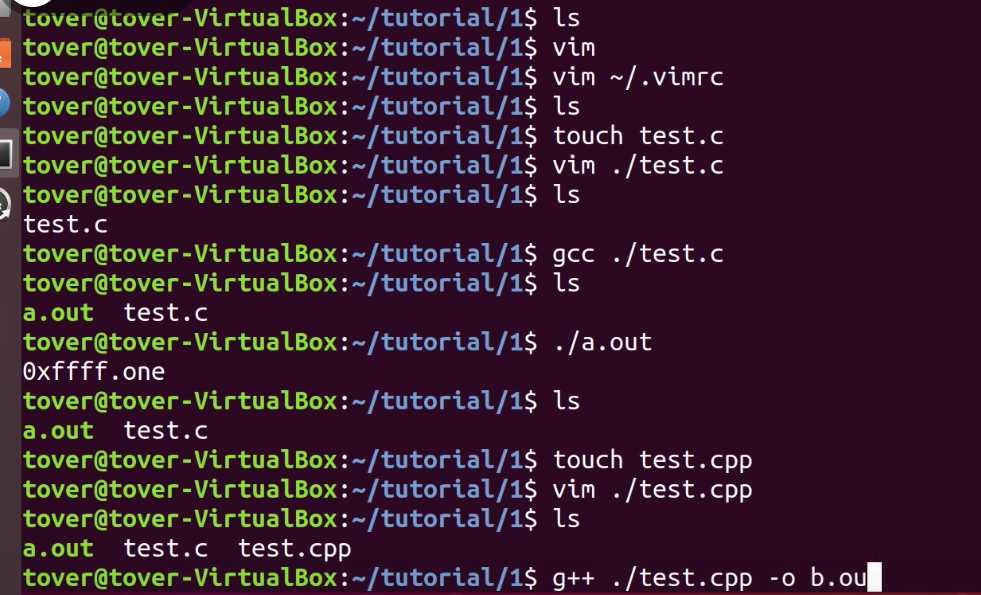 tover@tover-VirtualBox:~/tutorial/1$ ls
tover@tover-VirtualBox:~/tutorial/1$ vim
tover@tover-VirtualBox:~/tutorial/1$ vim ~/.vimrc
tover@tover-VirtualBox:~/tutorial/1$ ls
tover@tover-VirtualBox:~/tutorial/1$ touch test.c
tover@tover-VirtualBox:~/tutorial/1$ vim ./test.c
tover@tover-VirtualBox:~/tutorial/1$ ls
test.c
tover@tover-VirtualBox:~/tutorial/1$ gcc ./test.c
tover@tover-VirtualBox:~/tutorial/1$ ls
a.out  test.c
tover@tover-VirtualBox:~/tutorial/1$ ./a.out
0xffff.one
tover@tover-VirtualBox:~/tutorial/1$ ls
a.out  test.c
tover@tover-VirtualBox:~/tutorial/1$ touch test.cpp
tover@tover-VirtualBox:~/tutorial/1$ vim ./test.cpp
tover@tover-VirtualBox:~/tutorial/1$ ls
a.out  test.c  test.cpp
tover@tover-VirtualBox:~/tutorial/1$ g++ ./test.cpp -o b.ou